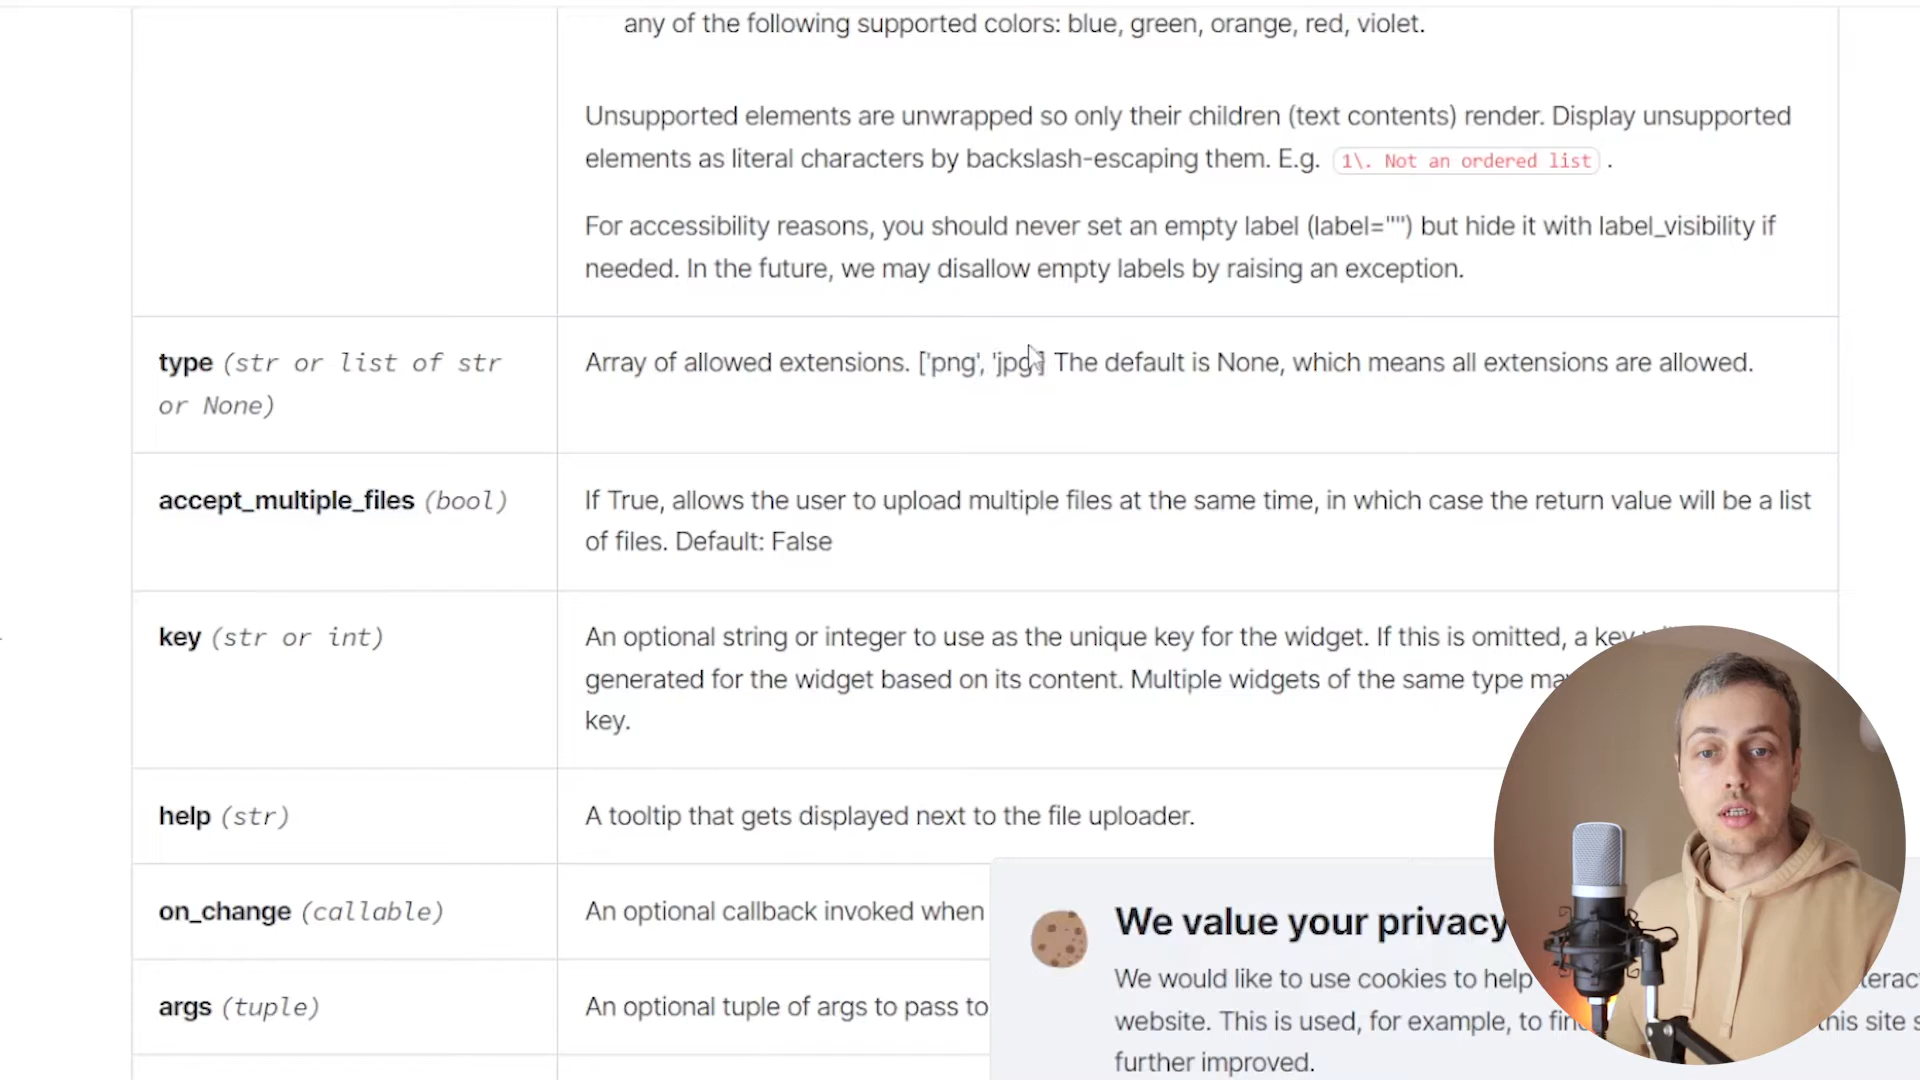 any of the following supported colors: blue, green, orange, red, violet.
Unsupported elements are unwrapped so only their children (text contents) render. Display unsupported
elements as literal characters by backslash-escaping them. E.g. 1\. Not an ordered list .
For accessibility reasons, you should never set an empty label (label="") but hide it with label_visibility if
needed. In the future, we may disallow empty labels by raising an exception.
type (str or list of str
or None)
Array of allowed extensions. ['png', 'jpg'] The default is None, which means all extensions are allowed.
accept_multiple_files (bool)
If True, allows the user to upload multiple files at the same time, in which case the return value will be a list
of files. Default: False
key (str or int)
An optional string or integer to use as the unique key for the widget. If this is omitted, a key
generated for the widget based on its content. Multiple widgets of the same type
key.
help (str)
A tooltip that gets displayed next to the file uploader.
on_change (callable)
An optional callback invoked when
args (tuple)
An optional tuple of args to pass to
We value your privacy
We would like to use cookies to help
website. This is used, for example, to this site
further improved.